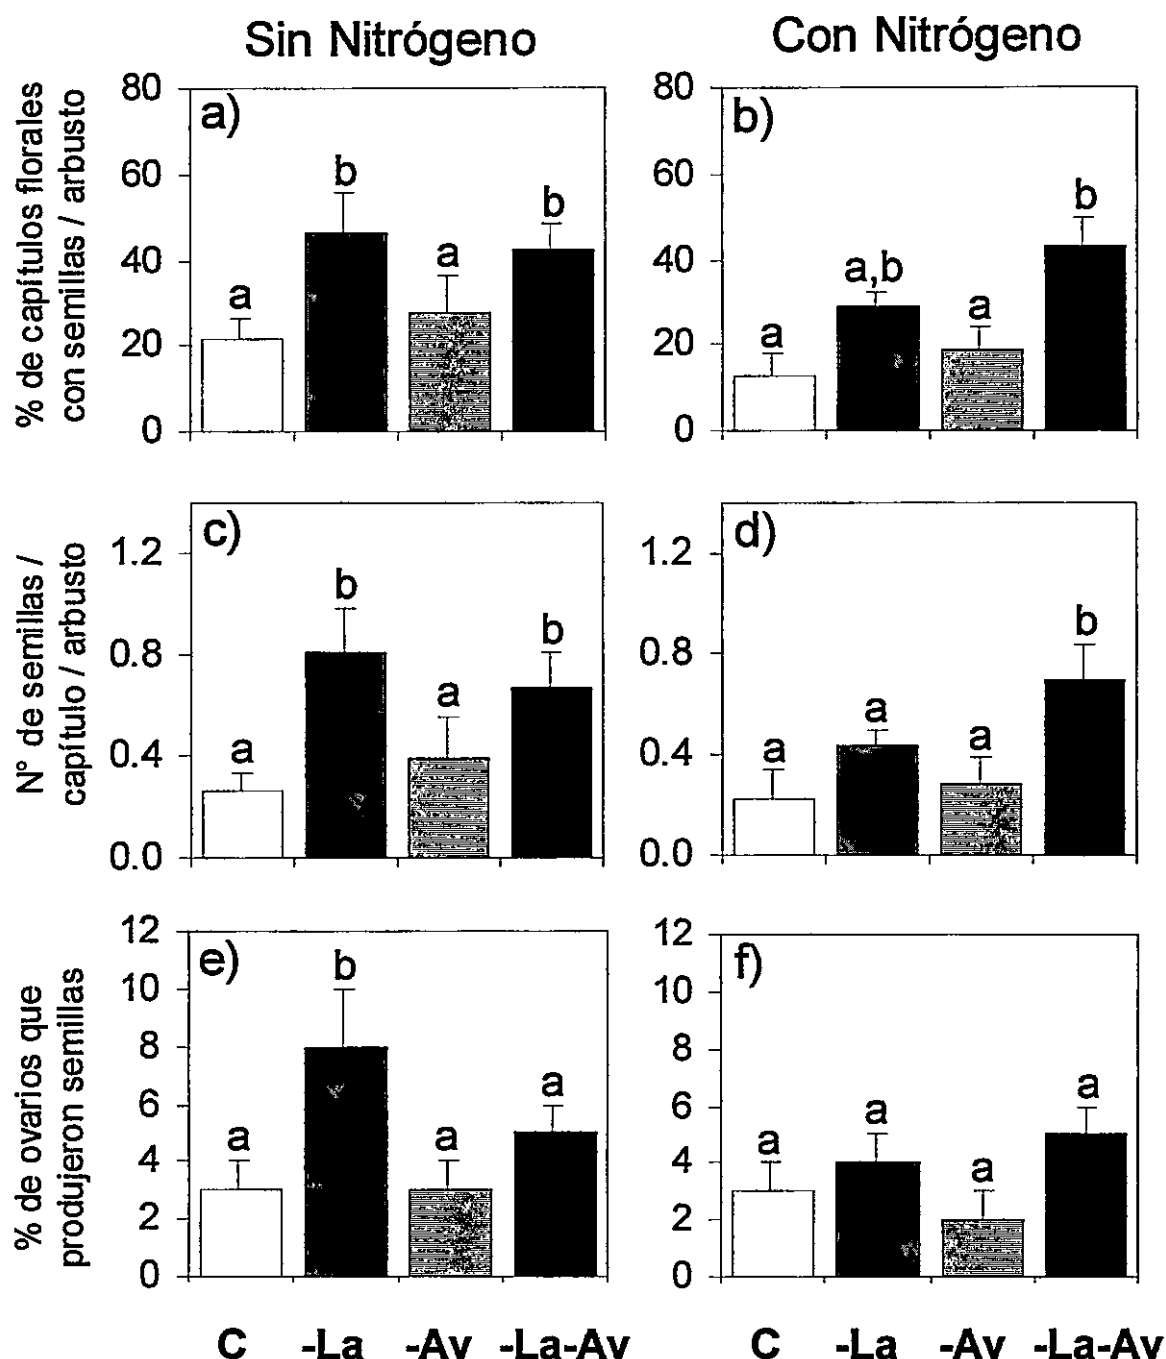 Sin Nitrógeno
Con Nitrógeno
% de capítulos florales
con semillas / arbusto
80
60
40
20
0
a)
a
b
a
b
80
60
40
20
0
b)
a
a,b
a
b
N° de semillas /
capítulo / arbusto
1.2
0.8
0.4
0.0
c)
a
b
a
b
1.2
0.8
0.4
0.0
d)
a
a
a
b
% de ovarios que
produjeron semillas
12
10
8
6
4
2
0
e)
a
b
a
a
12
10
8
6
4
2
0
f)
a
a
a
a
C -La -Av -La-Av
C -La -Av -La-Av